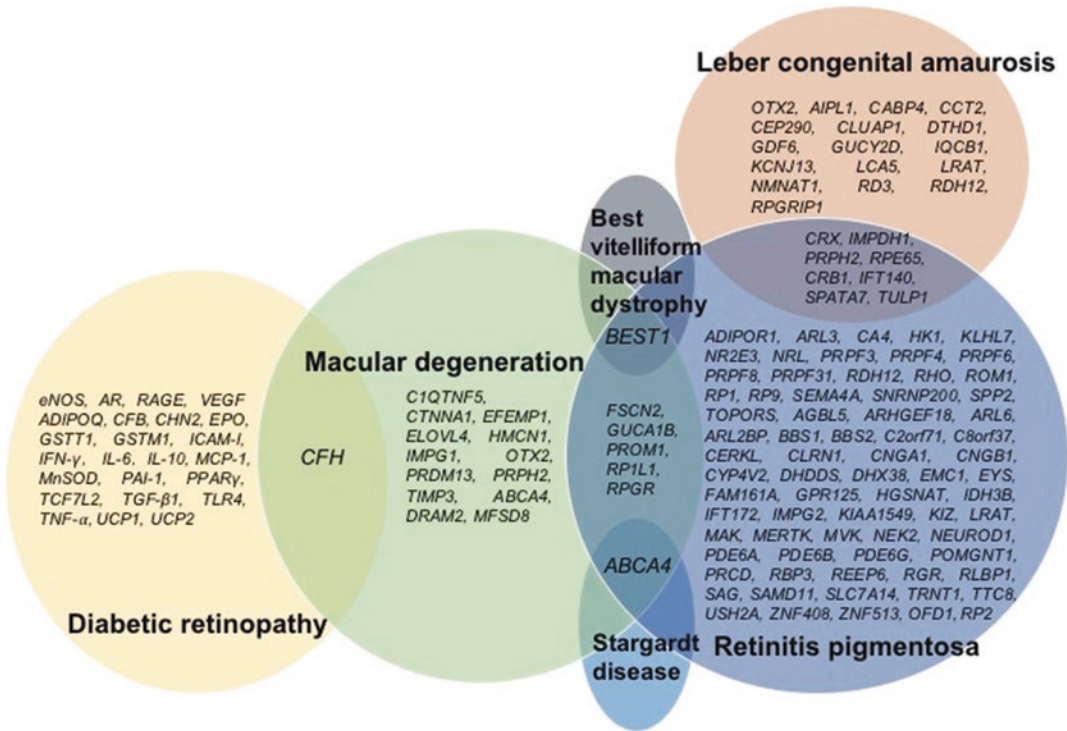 Leber congenital amaurosis
OTX2, AIPL1, CABP4, CCT2,
CEP290, CLUAP1, DTHD1,
GDF6, GUCY2D, IQCB1,
KCNJ13, LCA5, LRAT,
NMNAT1, RD3, RDH12,
RPGRIP1
CRX, IMPDH1,
PRPH2, RPE65,
CRB1, IFT140,
SPATA7, TULP1
Best
vitelliform
macular
dystrophy
BEST1
Macular degeneration
C1QTNF5,
CTNNA1, EFEMP1,
ELOVL4, HMCN1,
IMPG1, OTX2,
PRDM13, PRPH2,
TIMP3, ABCA4,
DRAM2, MFSD8
eNOS, AR, RAGE, VEGF
ADIPOQ, CFB, CHN2, EPO,
GSTT1, GSTM1, ICAM-I,
IFN-γ, IL-6, IL-10, MCP-1,
MnSOD, PAI-1, PPARγ,
TCF7L2, TGF-β1, TLR4,
TNF-α, UCP1, UCP2
CFH
FSCN2,
GUCA1B,
PROM1,
RP1L1,
RPGR
ABCA4
ADIPOR1, ARL3, CA4, HK1, KLHL7,
NR2E3, NRL, PRPF3, PRPF4, PRPF6,
PRPF8, PRPF31, RDH12, RHO, ROM1,
RP1, RP9, SEMA4A, SNRNP200, SPP2,
TOPORS, AGBL5, ARHGEF18, ARL6,
ARL2BP, BBS1, BBS2, C2orf71, C8orf37,
CERKL, CLRN1, CNGA1, CNGB1,
CYP4V2, DHDDS, DHX38, EMC1, EYS,
FAM161A, GPR125, HGSNAT, IDH3B,
IFT172, IMPG2, KIAA1549, KIZ, LRAT,
MAK, MERTK, MVK, NEK2, NEUROD1,
PDE6A, PDE6B, PDE6G, POMGNT1,
PRCD, RBP3, REEP6, RGR, RLBP1,
SAG, SAMD11, SLC7A14, TRNT1, TTC8,
USH2A, ZNF408, ZNF513, OFD1, RP2
Diabetic retinopathy
Stargardt
disease
Retinitis pigmentosa